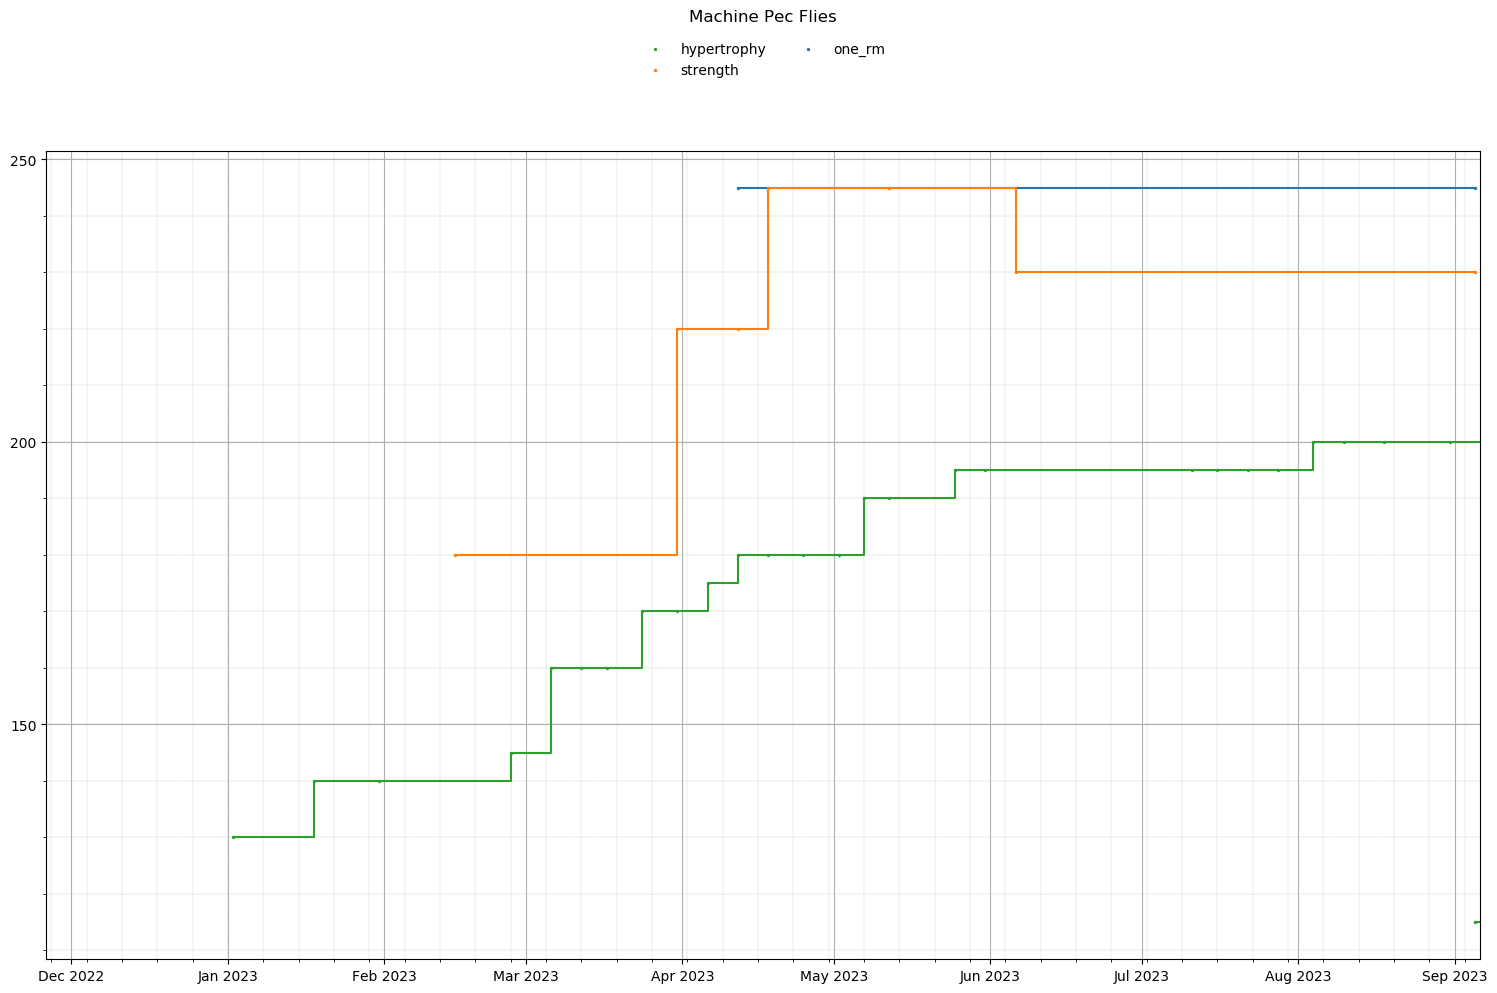 Machine Pec Flies
hypertrophy
one_rm
strength
250
200
150
Dec 2022
Jan 2023
Feb 2023
Mar 2023
Apr 2023
May 2023
Jun 2023
Jul 2023
Aug 2023
Sep 2023